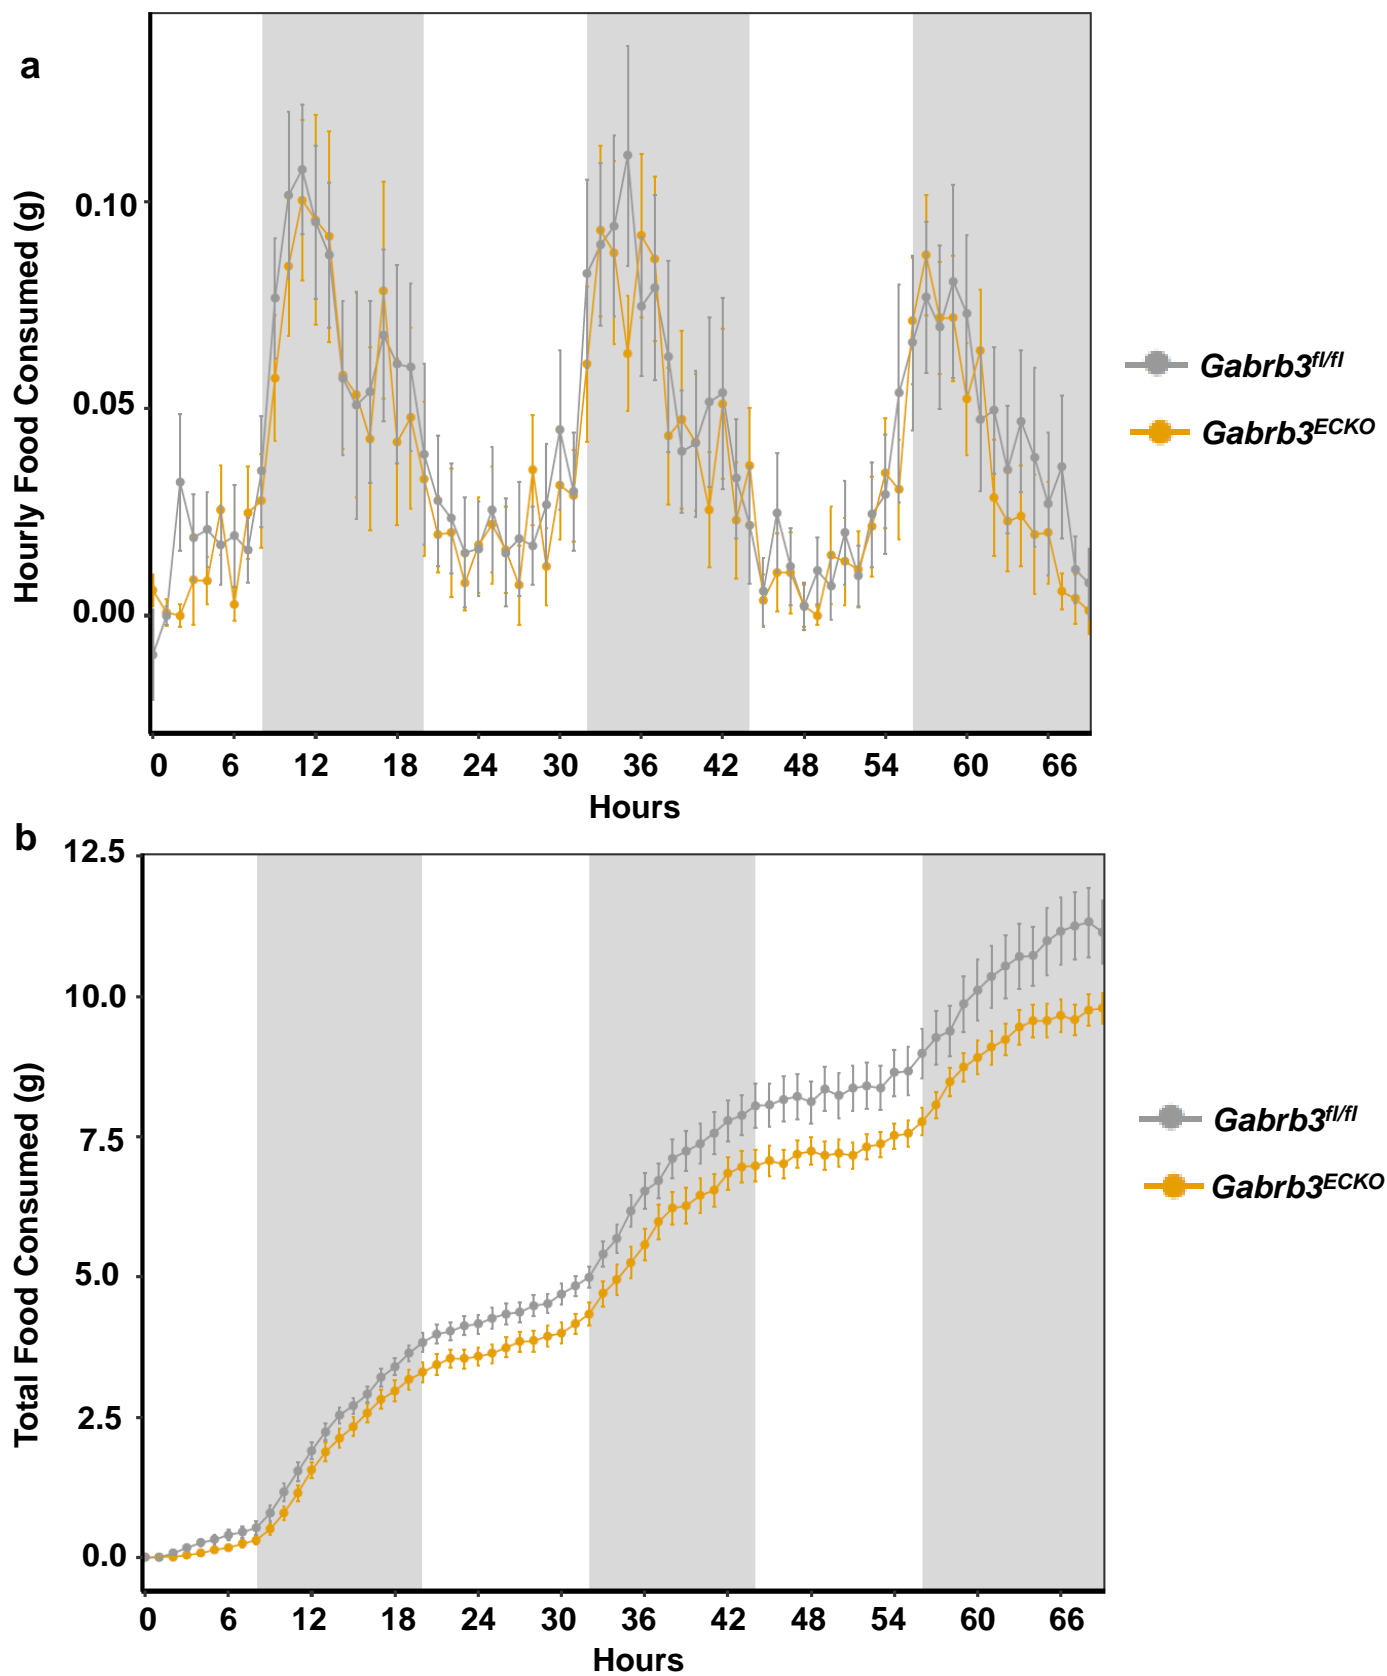 a
Hourly Food Consumed (g)
0.10
0.05
0.00
0 6 12 18 24 30 36 42 48 54 60 66
Hours
Gabrb3fl/fl
Gabrb3ECKO
b
Total Food Consumed (g)
12.5
10.0
7.5
5.0
2.5
0.0
0 6 12 18 24 30 36 42 48 54 60 66
Hours
Gabrb3fl/fl
Gabrb3ECKO